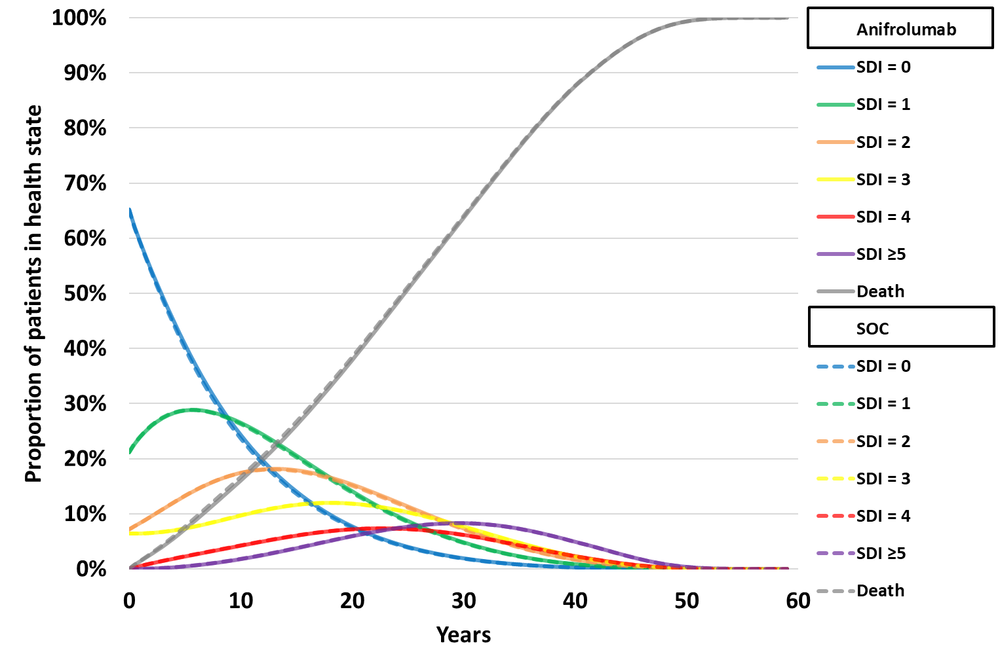 Proportion of patients in health state
100%
90%
80%
70%
60%
50%
40%
30%
20%
10%
0%
0 10 20 30 40 50 60
Years
Anifrolumab
SDI = 0
SDI = 1
SDI = 2
SDI = 3
SDI = 4
SDI ≥5
Death
SOC
SDI = 0
SDI = 1
SDI = 2
SDI = 3
SDI = 4
SDI ≥5
Death